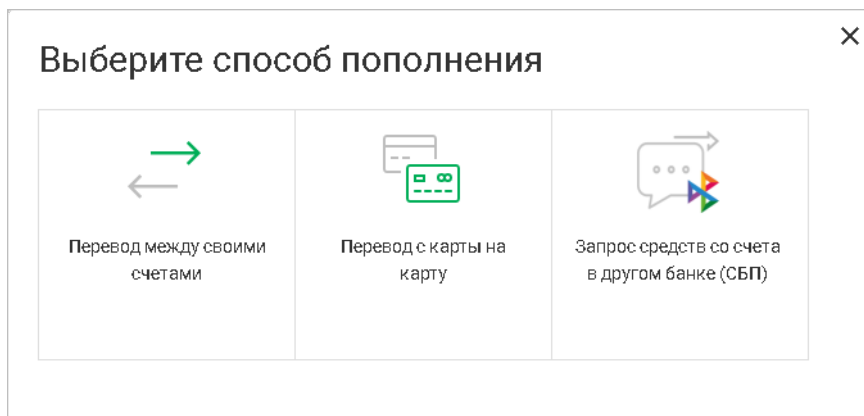 Выберите способ пополнения
Перевод между своими
счетами
Перевод с карты на
карту
Запрос средств со счета
в другом банке (СБП)